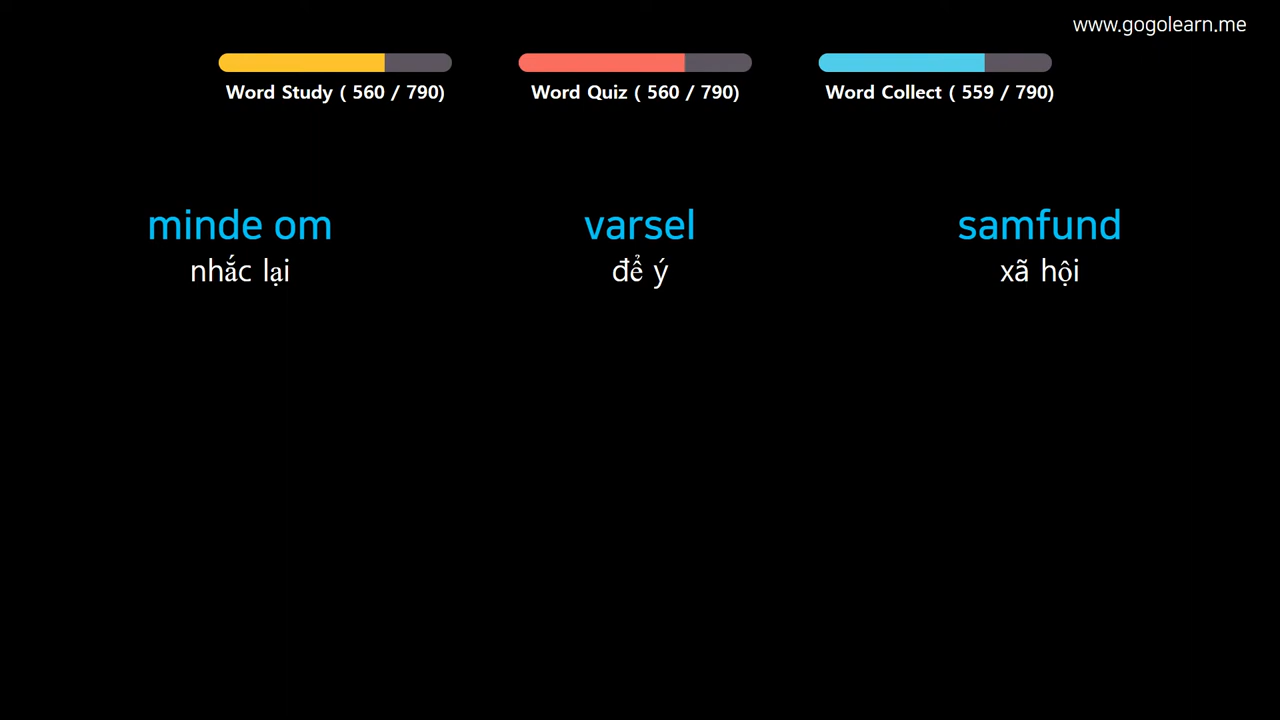 www.gogolearn.me
Word Study ( 560 / 790)
Word Quiz ( 560 / 790)
Word Collect ( 559 / 790)
minde om
nhắc lại
varsel
để ý
samfund
xã hội